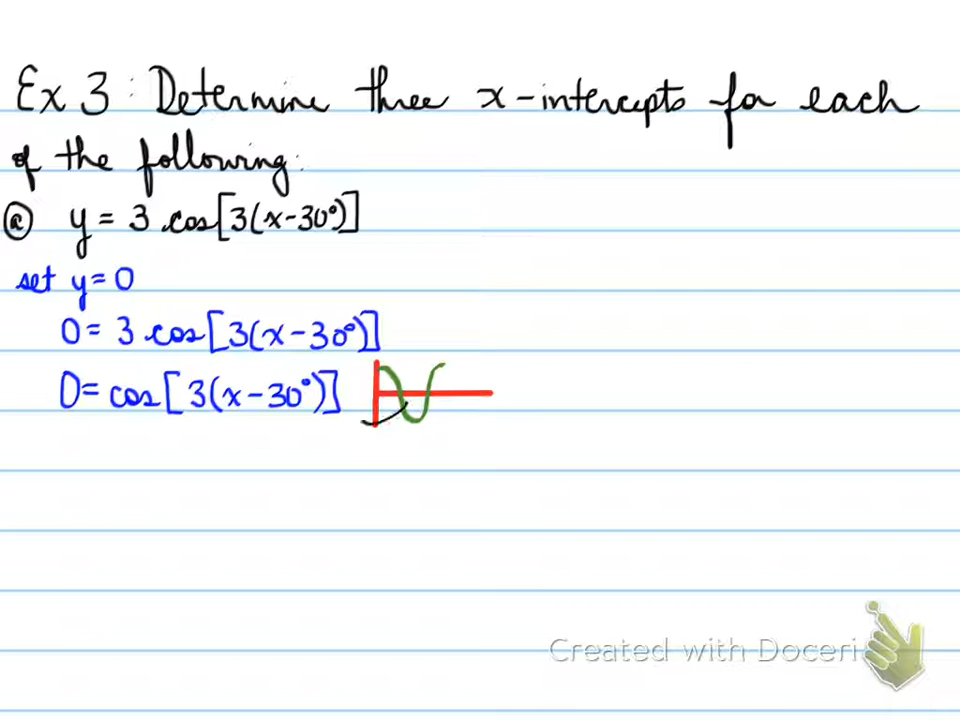 Ex 3: Determine three x-intercepts for each
of the following:
ⓐ y = 3 cos[3(x-30°)]
set y=0
0 = 3 cos[3(x-30°)]
0= cos[3(x-30°)]
Created with Doceri